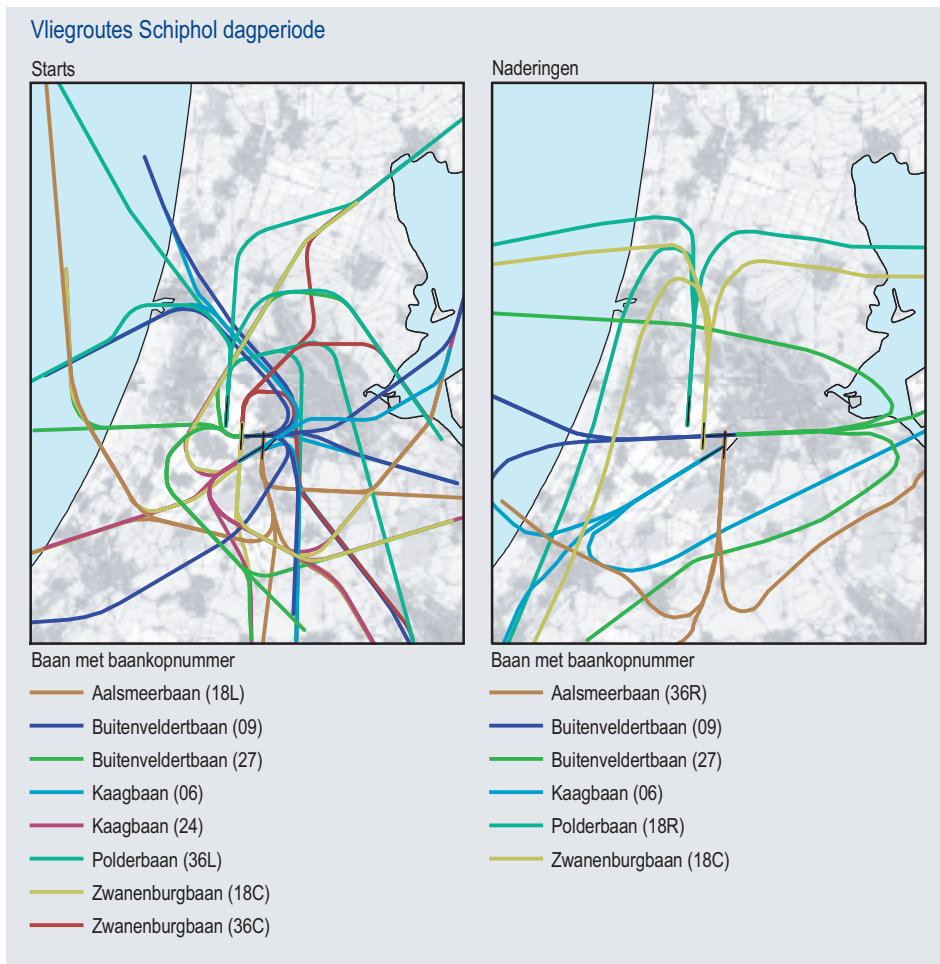 Vliegroutes Schiphol dagperiode
Starts
Naderingen
Baan met baankopnummer
Aalsmeerbaan (18L)
Buitenveldertbaan (09)
Buitenveldertbaan (27)
Kaagbaan (06)
Kaagbaan (24)
Polderbaan (36L)
Zwanenburgbaan (18C)
Zwanenburgbaan (36C)
Baan met baankopnummer
Aalsmeerbaan (36R)
Buitenveldertbaan (09)
Buitenveldertbaan (27)
Kaagbaan (06)
Polderbaan (18R)
Zwanenburgbaan (18C)